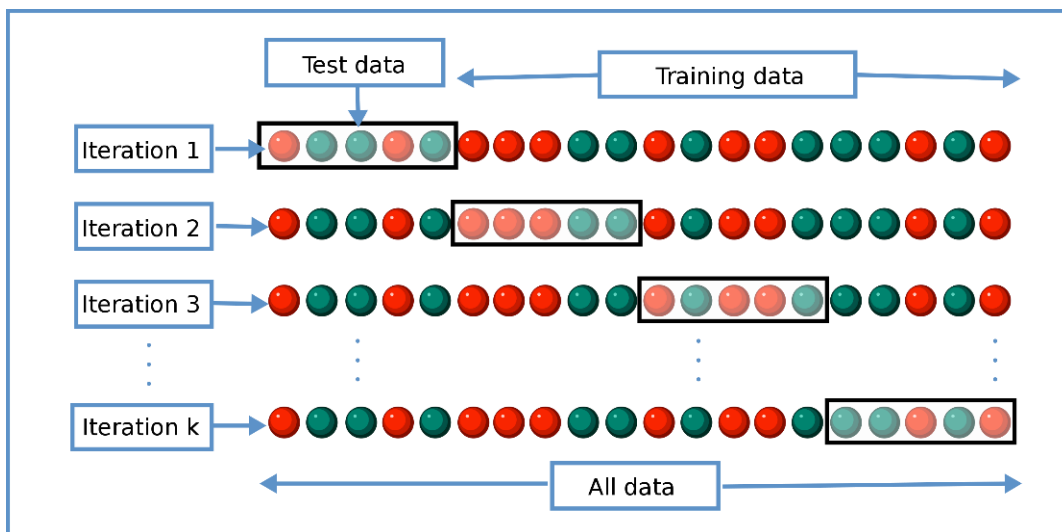 Test data
Training data
Iteration 1
Iteration 2
Iteration 3
Iteration k
All data